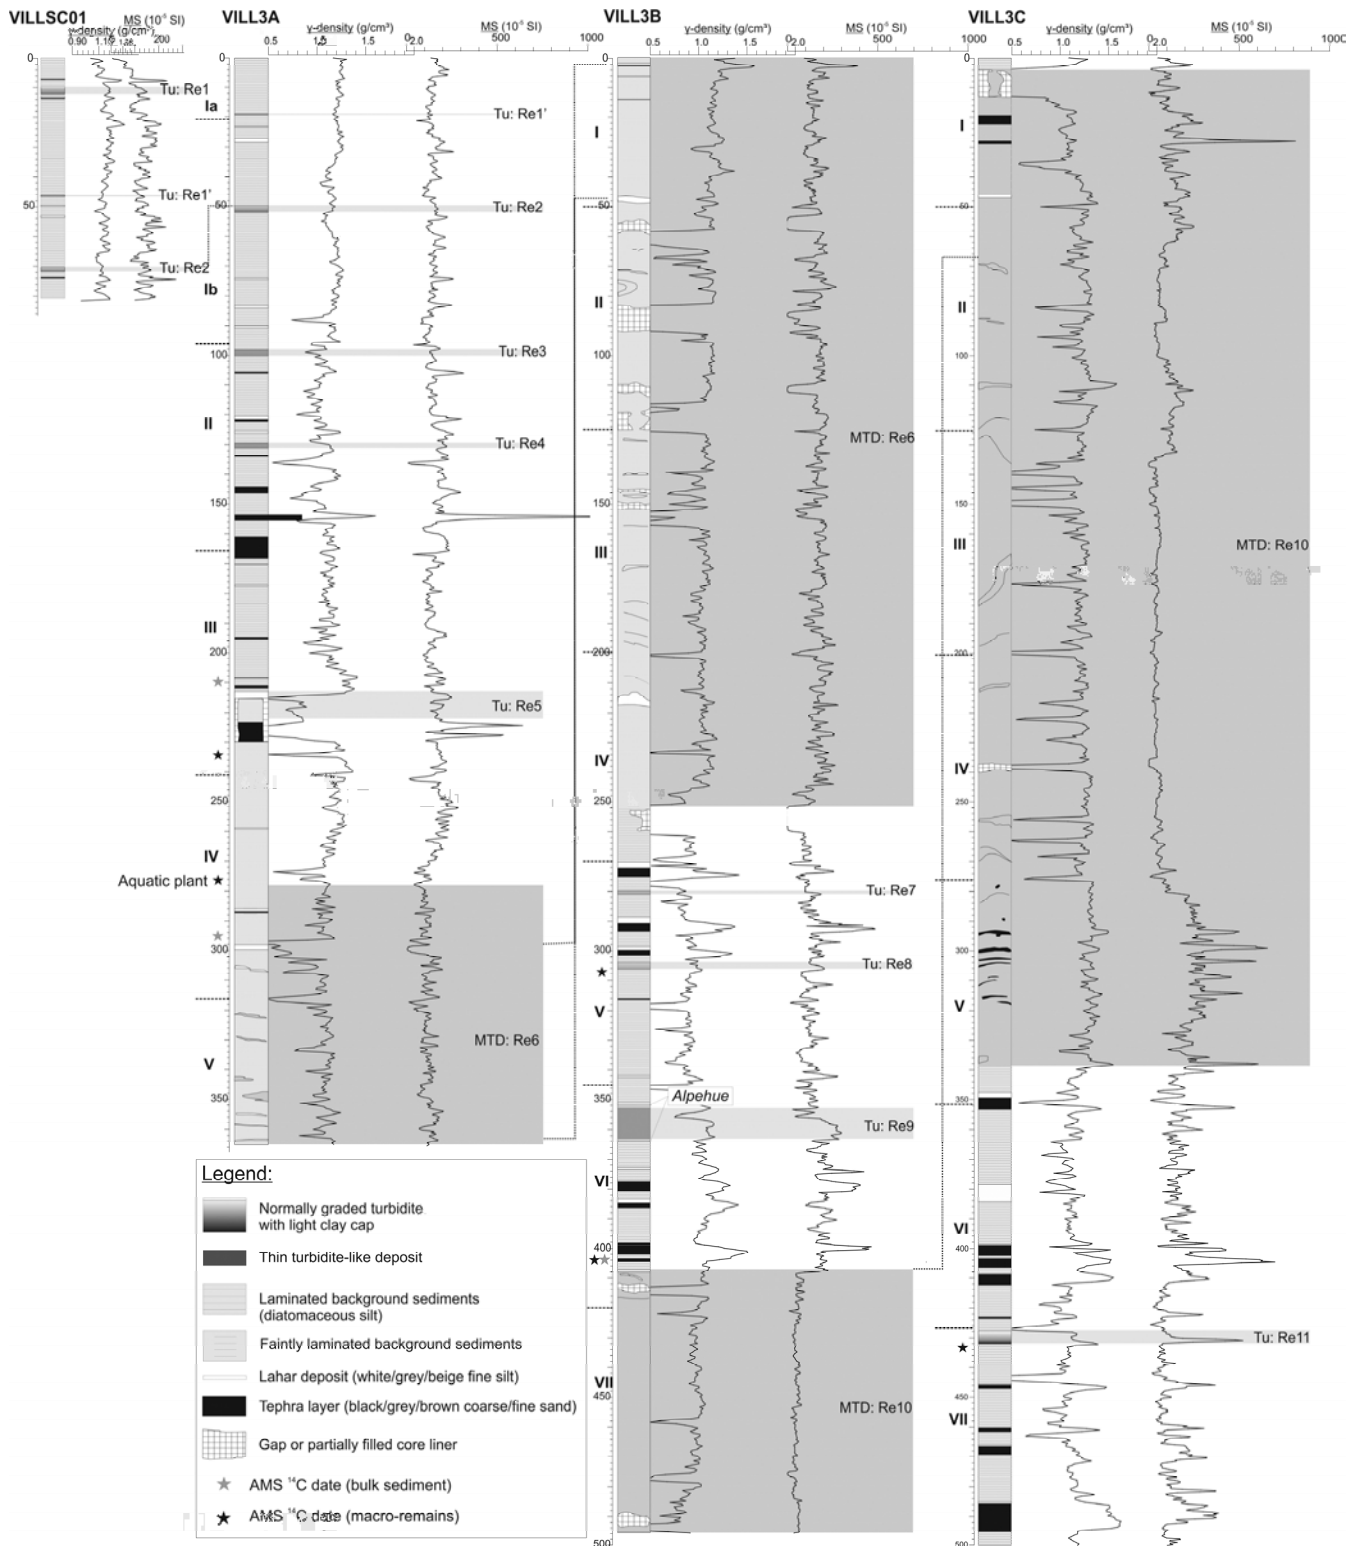 VILLSC01
γ-density (g/cm³)
MS (10⁻⁵ SI)
0.90
1.10
200
0
50
Tu: Re1
Tu: Re1'
Tu: Re2
VILL3A
γ-density (g/cm³)
MS (10⁻⁵ SI)
0.5
1.5
2.0
0
500
1000
0
50
100
150
200
250
300
350
Ia
Ib
II
III
IV
V
Tu: Re1'
Tu: Re2
Tu: Re3
Tu: Re4
Tu: Re5
MTD: Re6
Aquatic plant
VILL3B
γ-density (g/cm³)
MS (10⁻⁵ SI)
0.5
1.0
1.5
2.0
0
500
1000
0
50
100
150
200
250
300
350
400
450
500
I
II
III
IV
V
VI
VII
MTD: Re6
Tu: Re7
Tu: Re8
Alpehue
Tu: Re9
MTD: Re10
VILL3C
γ-density (g/cm³)
MS (10⁻⁵ SI)
0.5
1.0
1.5
2.0
0
500
1000
0
50
100
150
200
250
300
350
400
450
500
I
II
III
IV
V
VI
VII
MTD: Re10
Tu: Re11
Legend:
Normally graded turbidite
with light clay cap
Thin turbidite-like deposit
Laminated background sediments
(diatomaceous silt)
Faintly laminated background sediments
Lahar deposit (white/grey/beige fine silt)
Tephra layer (black/grey/brown coarse/fine sand)
Gap or partially filled core liner
AMS ¹⁴C date (bulk sediment)
AMS ¹⁴C date (macro-remains)